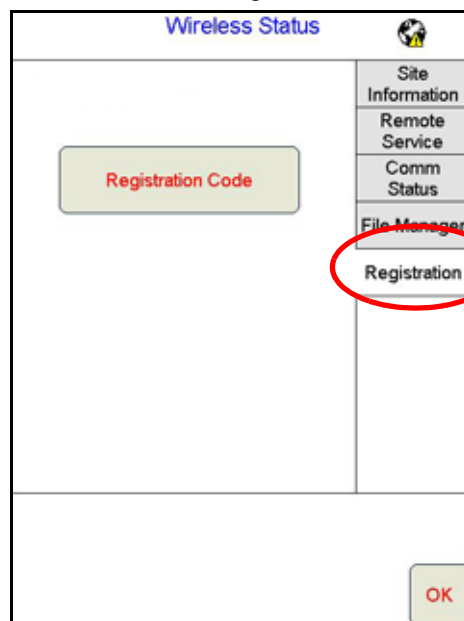 Wireless Status
Site
Information
Remote
Service
Comm
Status
File Manager
Registration
Registration Code
OK